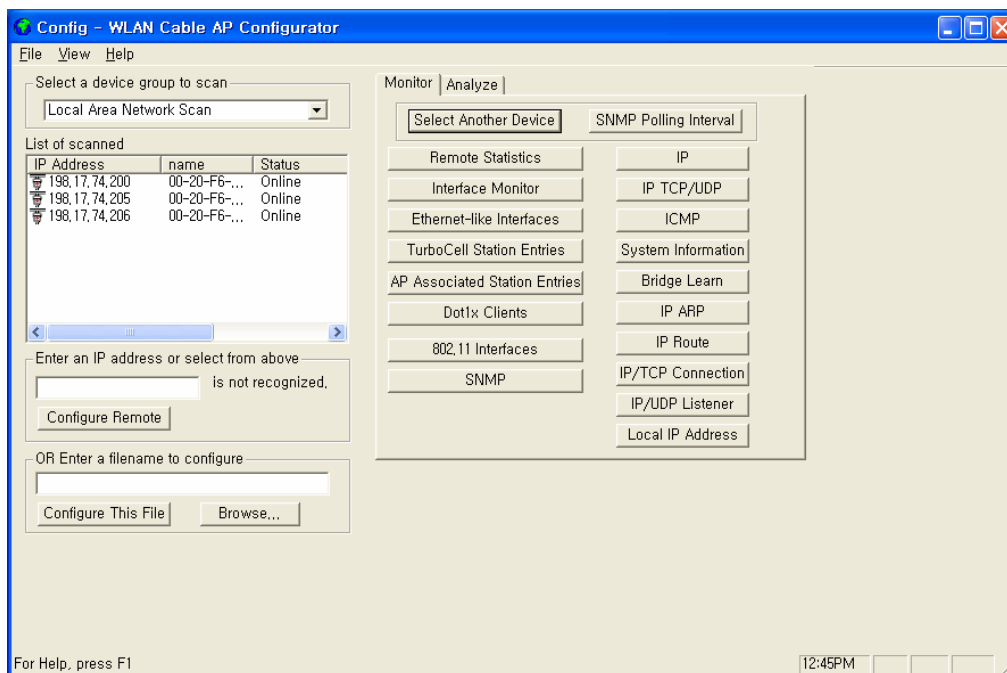 Config - WLAN Cable AP Configurator
File View Help
Select a device group to scan
Local Area Network Scan
List of scanned
IP Address name Status
198.17.74.200 00-20-F6-... Online
198.17.74.205 00-20-F6-... Online
198.17.74.206 00-20-F6-... Online
Enter an IP address or select from above
is not recognized.
Configure Remote
OR Enter a filename to configure
Configure This File Browse...
Monitor Analyze
Select Another Device SNMP Polling Interval
Remote Statistics IP
Interface Monitor IP TCP/UDP
Ethernet-like Interfaces ICMP
TurboCell Station Entries System Information
AP Associated Station Entries Bridge Learn
Dot1x Clients IP ARP
802.11 Interfaces IP Route
SNMP IP/TCP Connection
IP/UDP Listener
Local IP Address
For Help, press F1 12:45PM